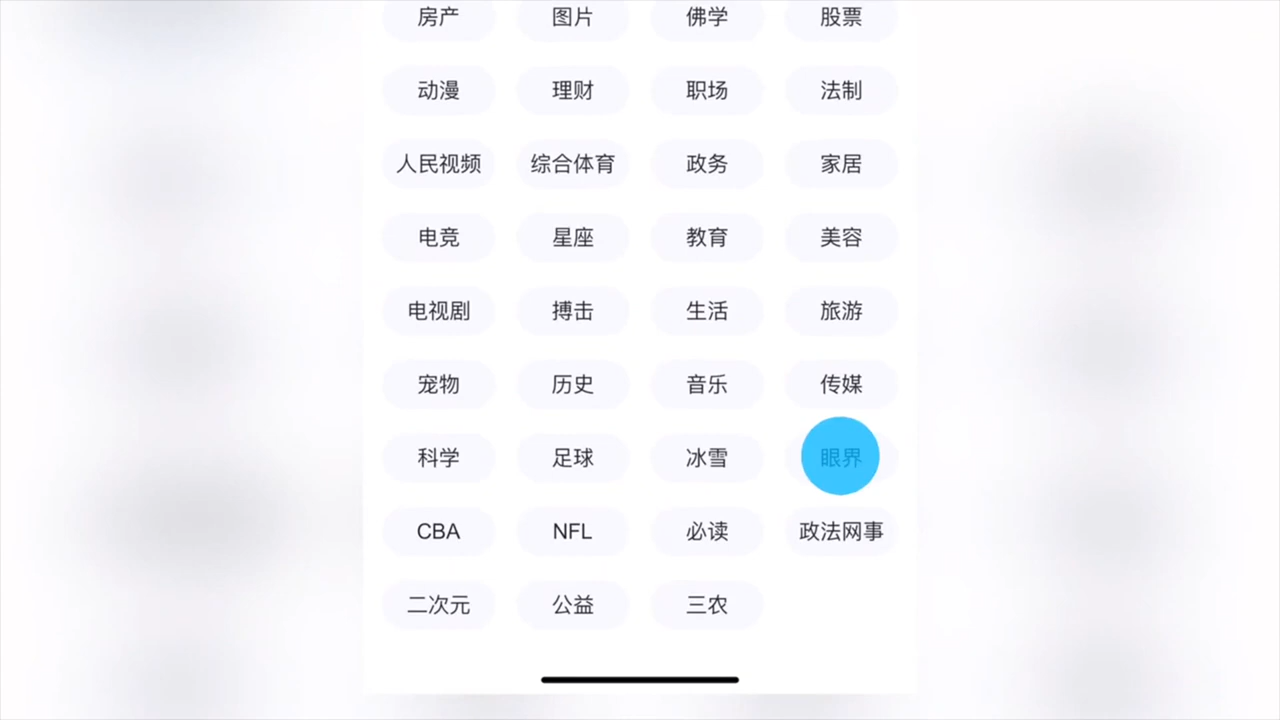 房产 图片 佛学 股票
动漫 理财 职场 法制
人民视频 综合体育 政务 家居
电竞 星座 教育 美容
电视剧 搏击 生活 旅游
宠物 历史 音乐 传媒
科学 足球 冰雪 眼界
CBA NFL 必读 政法网事
二次元 公益 三农